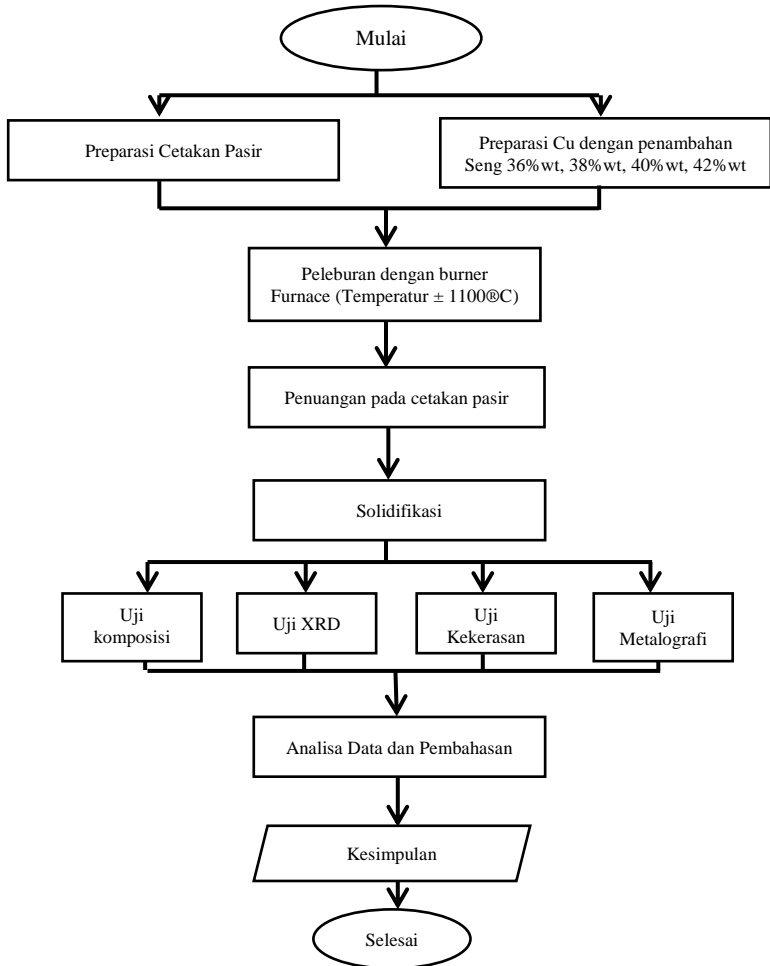 Mulai
Preparasi Cetakan Pasir
Preparasi Cu dengan penambahan
Seng 36%wt, 38%wt, 40%wt, 42%wt
Peleburan dengan burner
Furnace (Temperatur ± 1100®C)
Penuangan pada cetakan pasir
Solidifikasi
Uji
komposisi
Uji XRD
Uji
Kekerasan
Uji
Metalografi
Analisa Data dan Pembahasan
Kesimpulan
Selesai